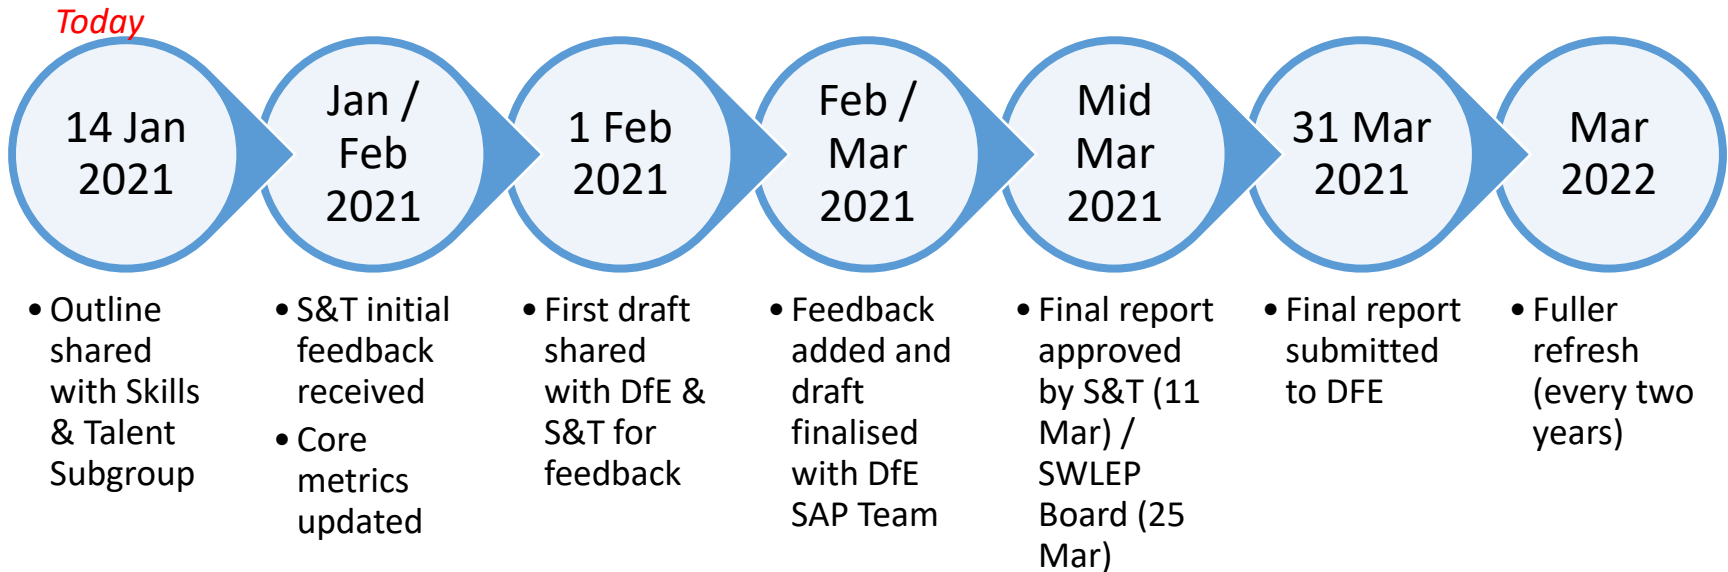 Today
14 Jan
2021
• Outline
shared
with Skills
& Talent
Subgroup
Jan /
Feb
2021
• S&T initial
feedback
received
• Core
metrics
updated
1 Feb
2021
• First draft
shared
with DfE &
S&T for
feedback
Feb /
Mar
2021
• Feedback
added and
draft
finalised
with DfE
SAP Team
Mid
Mar
2021
• Final report
approved
by S&T (11
Mar) /
SWLEP
Board (25
Mar)
31 Mar
2021
• Final report
submitted
to DFE
Mar
2022
• Fuller
refresh
(every two
years)